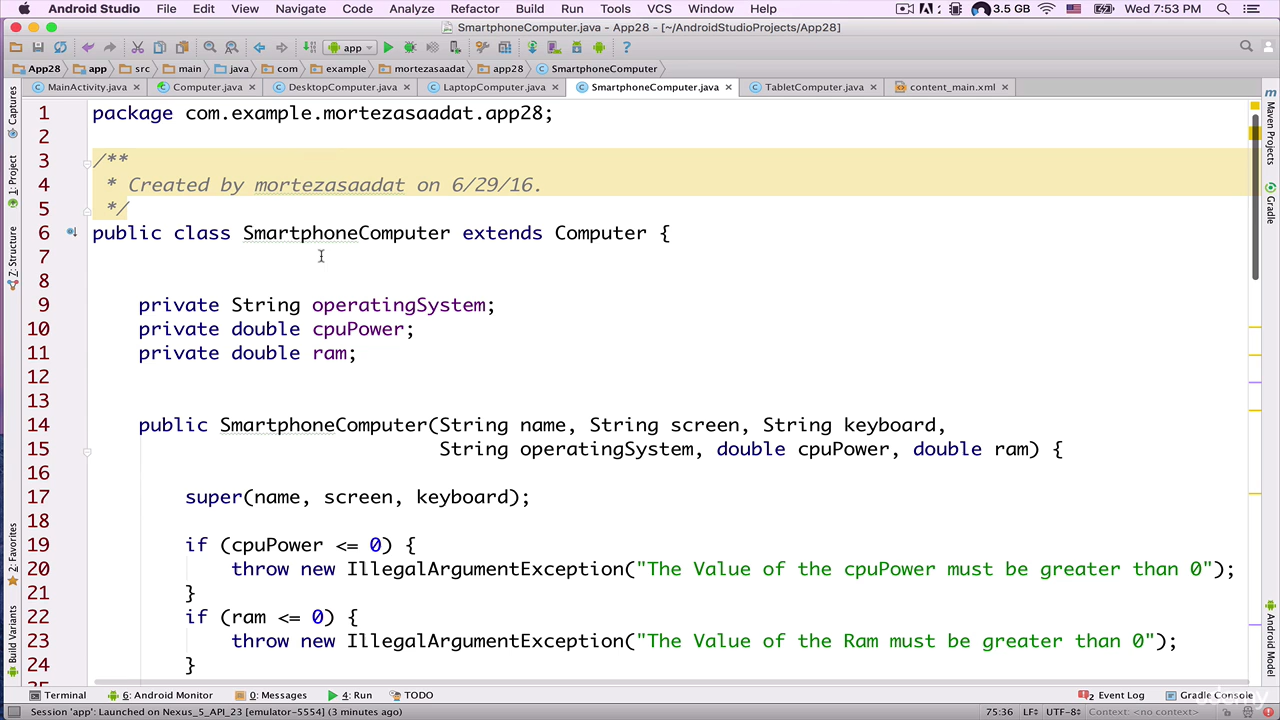 Android Studio File Edit View Navigate Code Analyze Refactor Build Run Tools VCS Window Help 3.5 GB Wed 7:53 PM
SmartphoneComputer.java - App28 - [~/AndroidStudioProjects/App28]
app
App28 app src main java com example mortezasaadat app28 SmartphoneComputer
MainActivity.java Computer.java DesktopComputer.java LaptopComputer.java SmartphoneComputer.java TabletComputer.java content_main.xml
Captures
1: Project
7: Structure
2: Favorites
Build Variants
1 package com.example.mortezasaadat.app28;
2
3 /**
4 * Created by mortezasaadat on 6/29/16.
5 */
6 public class SmartphoneComputer extends Computer {
7
8
9 private String operatingSystem;
10 private double cpuPower;
11 private double ram;
12
13
14 public SmartphoneComputer(String name, String screen, String keyboard,
15 String operatingSystem, double cpuPower, double ram) {
16
17 super(name, screen, keyboard);
18
19 if (cpuPower <= 0) {
20 throw new IllegalArgumentException("The Value of the cpuPower must be greater than 0");
21 }
22 if (ram <= 0) {
23 throw new IllegalArgumentException("The Value of the Ram must be greater than 0");
24 }
m Maven Projects
Gradle
Android Model
Terminal 6: Android Monitor 0: Messages 4: Run TODO 2 Event Log Gradle Console
Session 'app': Launched on Nexus_5_API_23 [emulator-5554] (3 minutes ago) 75:36 LF UTF-8 Context: <no context>